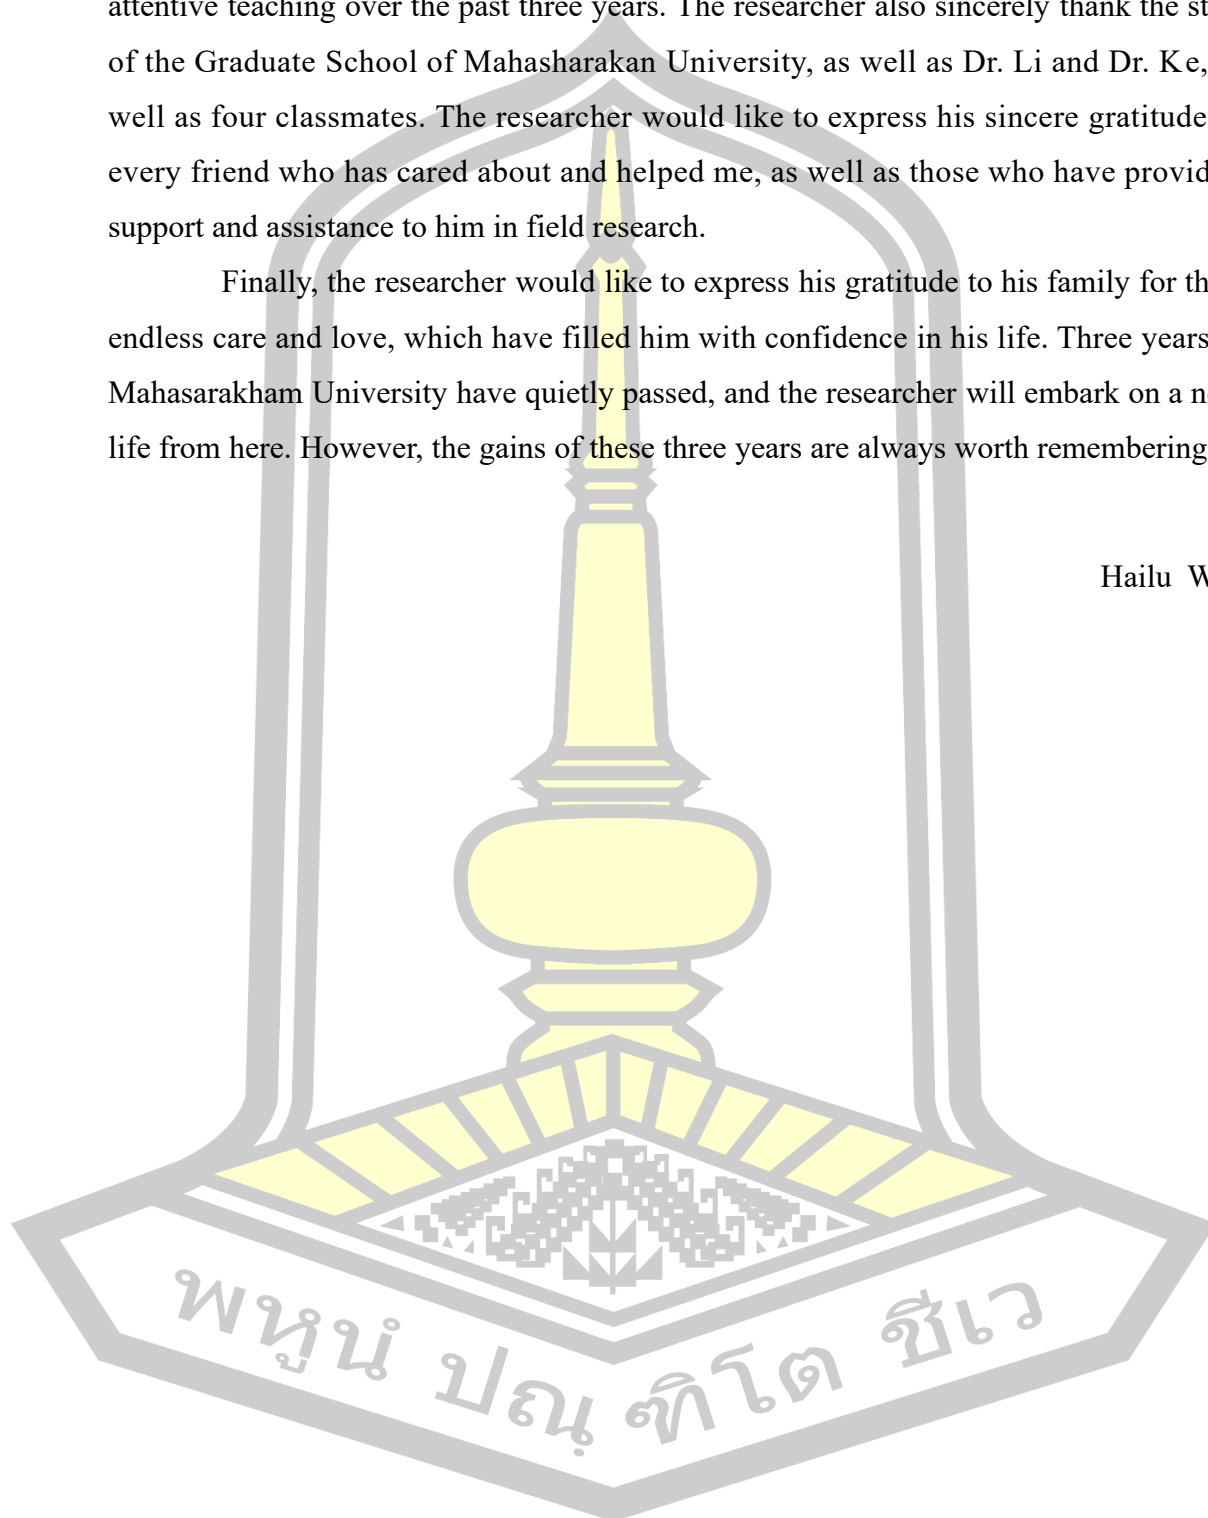 attentive teaching over the past three years. The researcher also sincerely thank the st
of the Graduate School of Mahasharakan University, as well as Dr. Li and Dr. Ke,
well as four classmates. The researcher would like to express his sincere gratitude
every friend who has cared about and helped me, as well as those who have provid
support and assistance to him in field research.
Finally, the researcher would like to express his gratitude to his family for th
endless care and love, which have filled him with confidence in his life. Three years
Mahasarakham University have quietly passed, and the researcher will embark on a n
life from here. However, the gains of these three years are always worth remembering
Hailu W
พหูนํ ปณฺฑิโต ชีเว